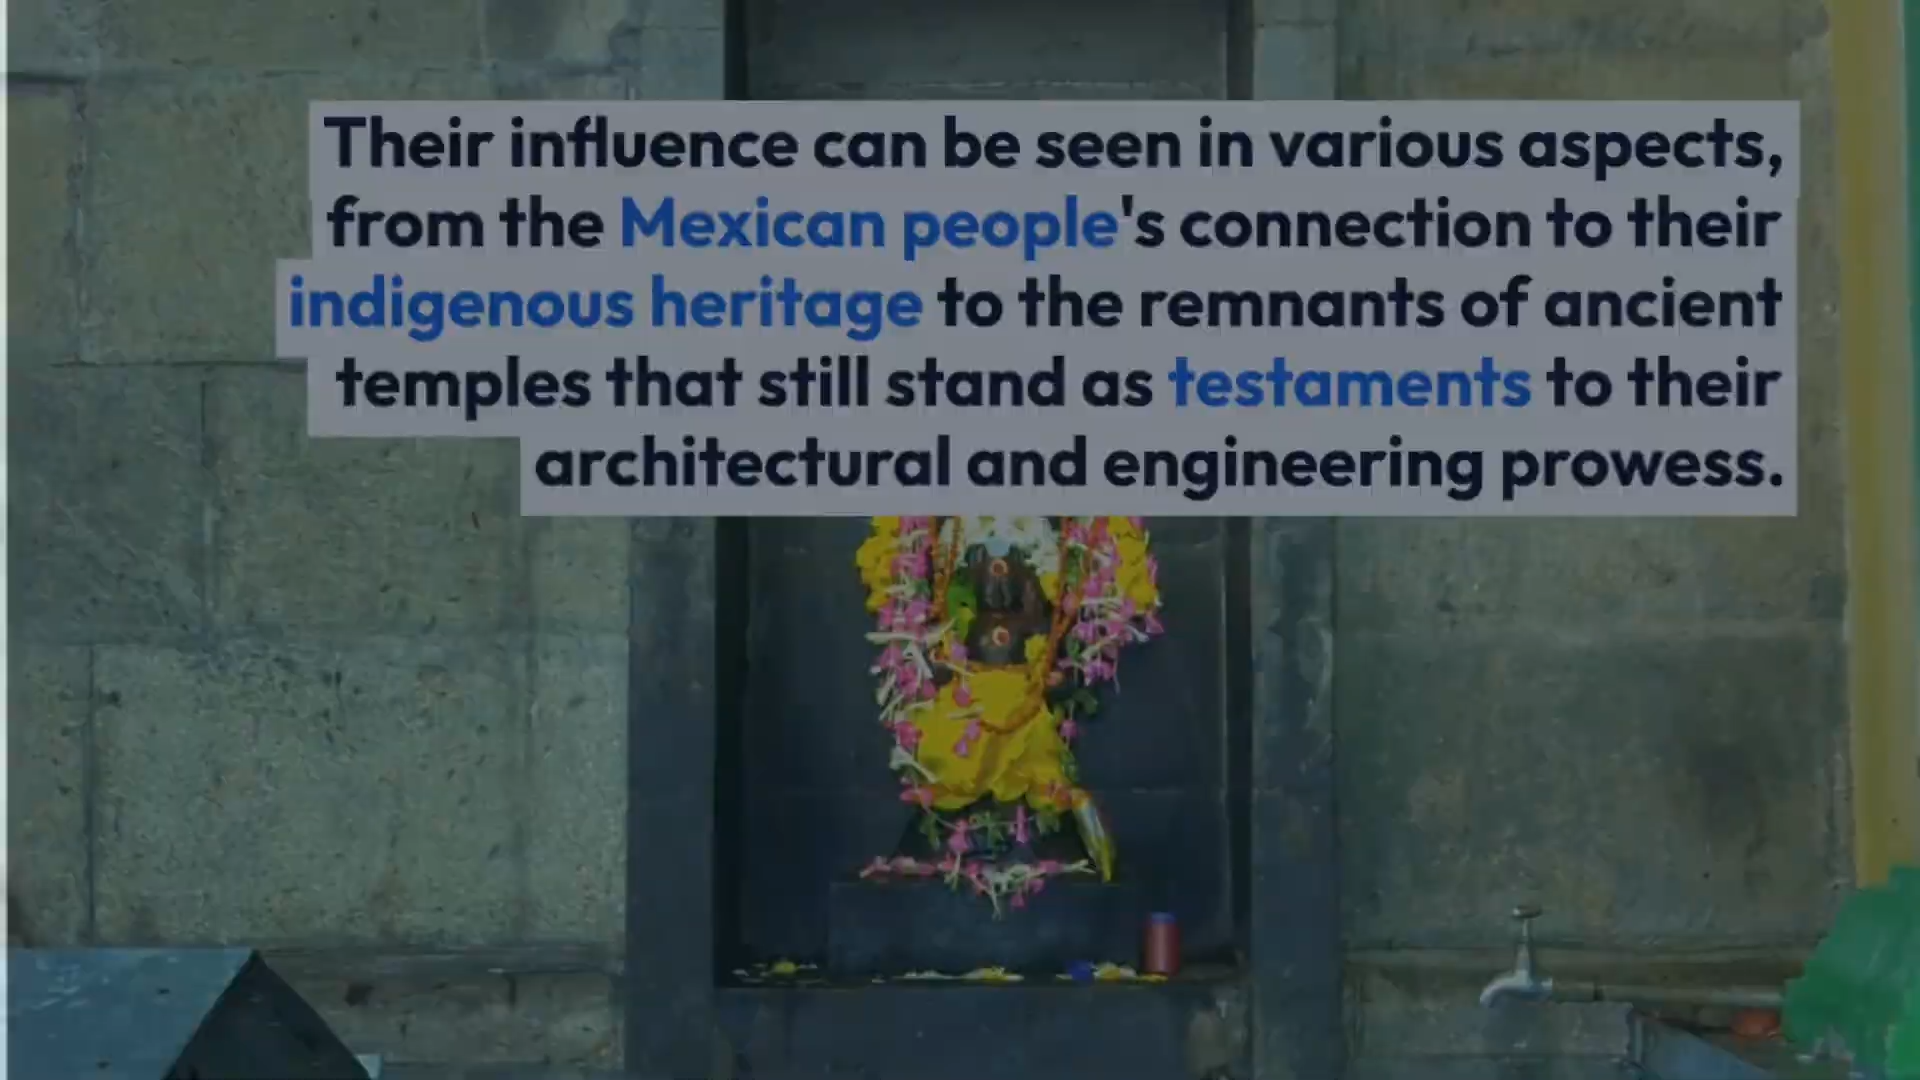 Their influence can be seen in various aspects,
from the Mexican people's connection to their
indigenous heritage to the remnants of ancient
temples that still stand as testaments to their
architectural and engineering prowess.